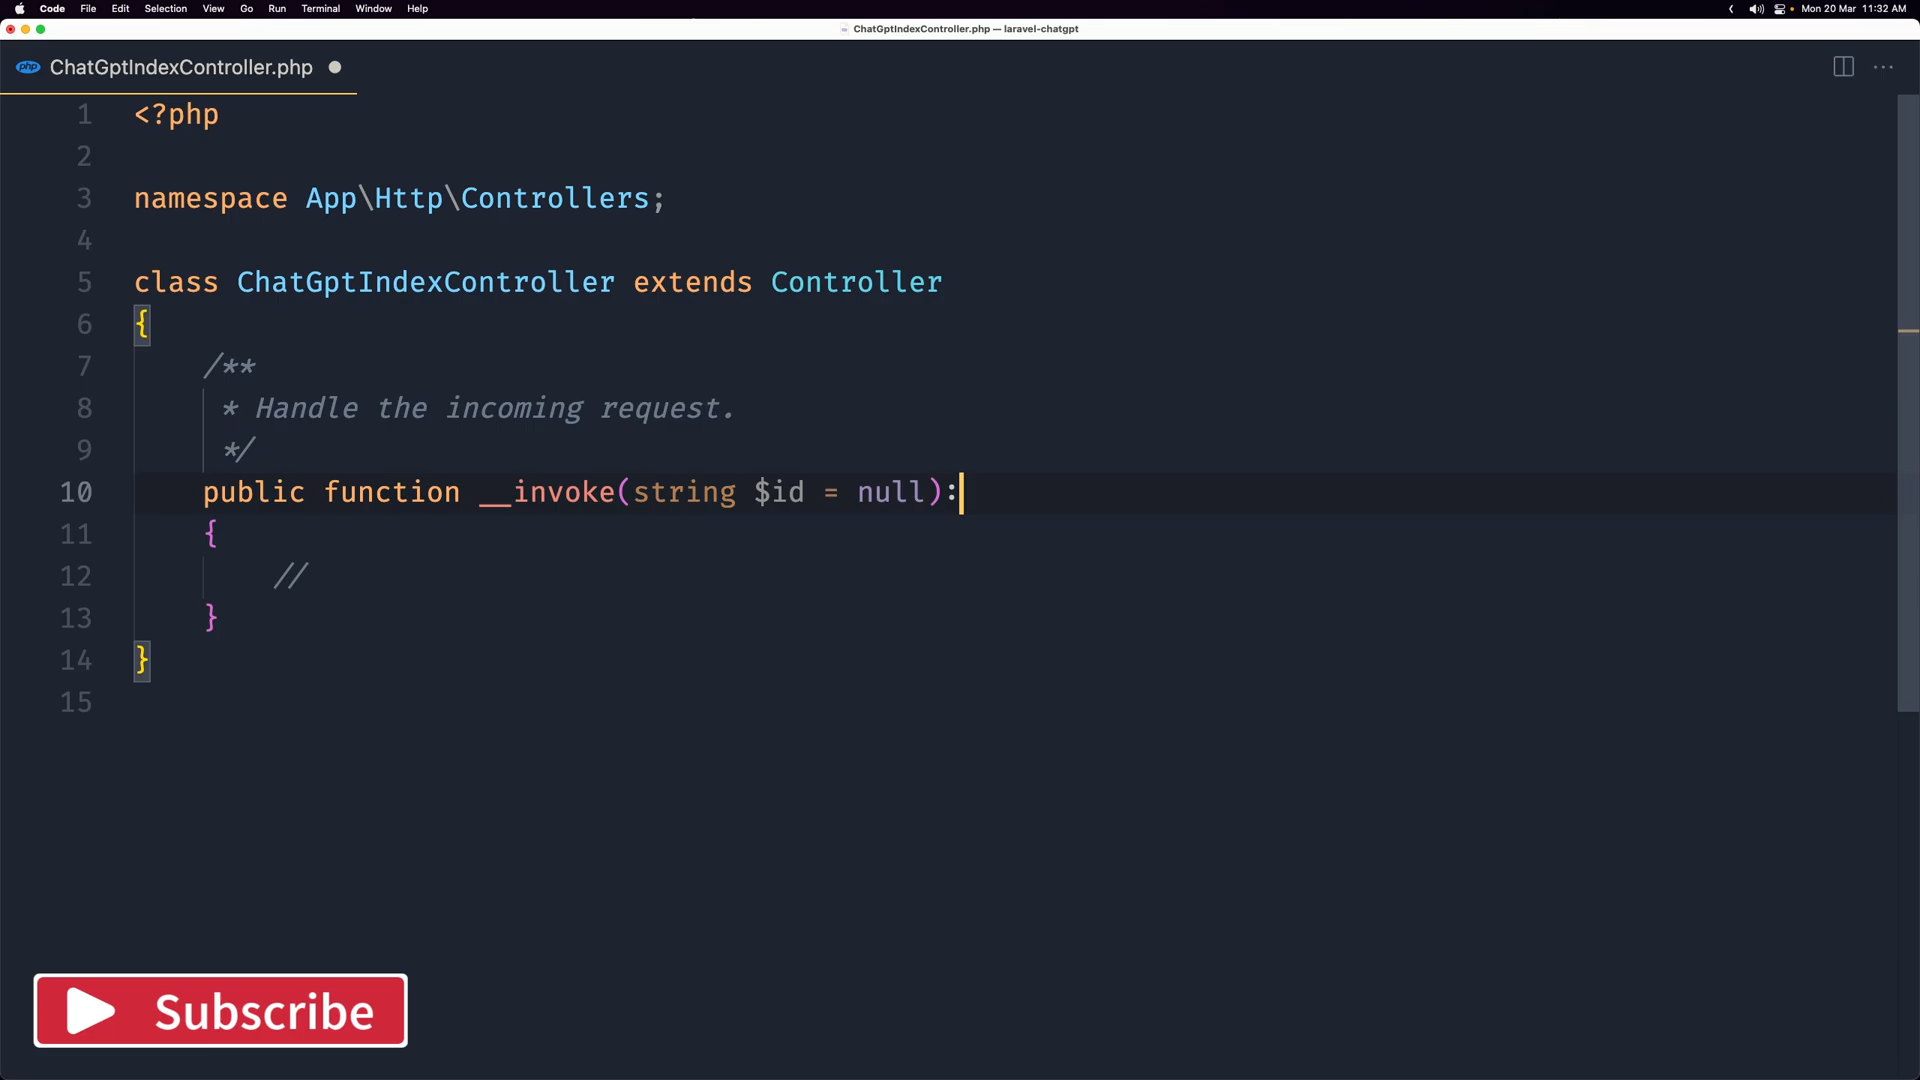 Code File Edit Selection View Go Run Terminal Window Help Mon 20 Mar 11:32 AM
ChatGptIndexController.php — laravel-chatgpt
php ChatGptIndexController.php
1 <?php
2
3 namespace App\Http\Controllers;
4
5 class ChatGptIndexController extends Controller
6 {
7 /**
8 * Handle the incoming request.
9 */
10 public function __invoke(string $id = null):
11 {
12 //
13 }
14 }
15
Subscribe